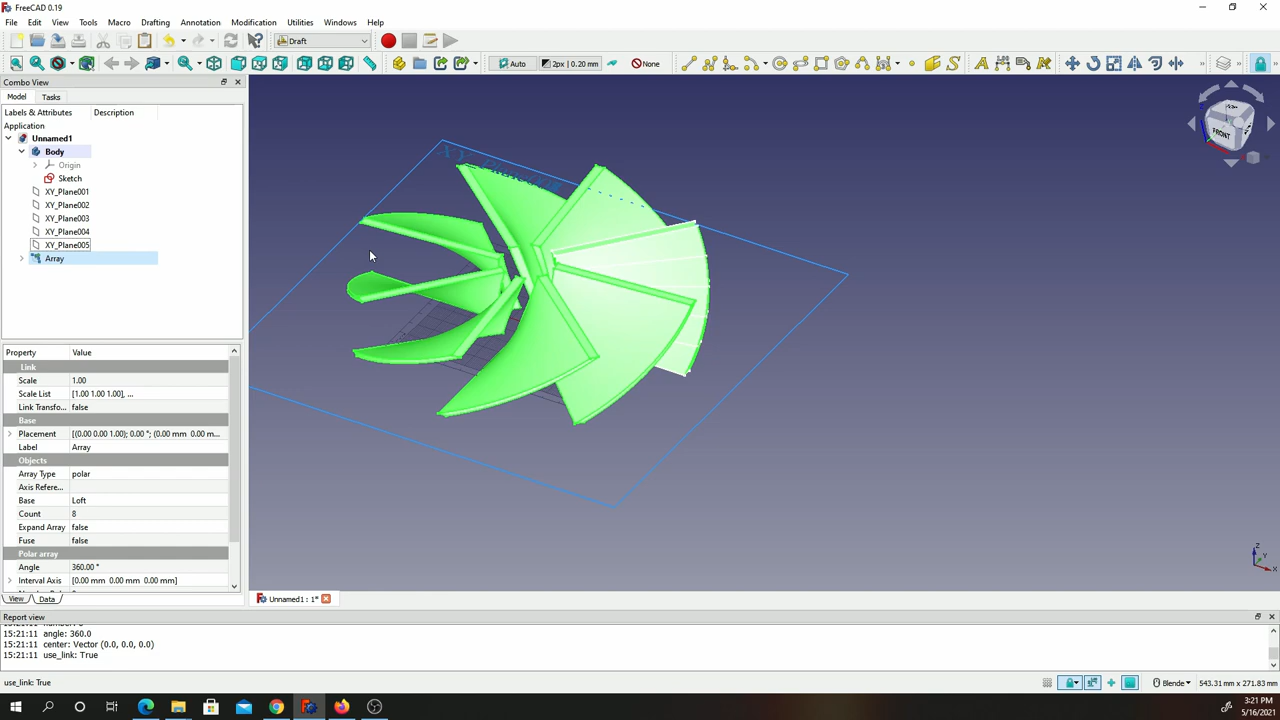 FreeCAD 0.19
File Edit View Tools Macro Drafting Annotation Modification Utilities Windows Help
Draft
Auto 2px | 0.20 mm None
Combo View
Model Tasks
Labels & Attributes Description
Application
Unnamed1
Body
Origin
Sketch
XY_Plane001
XY_Plane002
XY_Plane003
XY_Plane004
XY_Plane005
Array
FRONT
Z
Y
X
Property Value
Link
Scale 1.00
Scale List [1.00 1.00 1.00], ...
Link Transfo... false
Base
Placement [(0.00 0.00 1.00); 0.00 °; (0.00 mm 0.00 m...
Label Array
Objects
Array Type polar
Axis Refere...
Base Loft
Count 8
Expand Array false
Fuse false
Polar array
Angle 360.00 °
Interval Axis [0.00 mm 0.00 mm 0.00 mm]
View Data
Unnamed1 : 1*
Report view
15:21:11 angle: 360.0
15:21:11 center: Vector (0.0, 0.0, 0.0)
15:21:11 use_link: True
use_link: True
Blende
543.31 mm x 271.83 mm
3:21 PM
5/16/2021